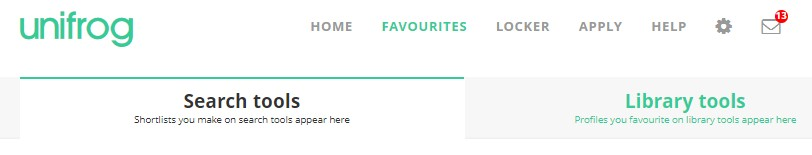 unifrog
HOME FAVOURITES LOCKER APPLY HELP 13
Search tools
Shortlists you make on search tools appear here
Library tools
Profiles you favourite on library tools appear here